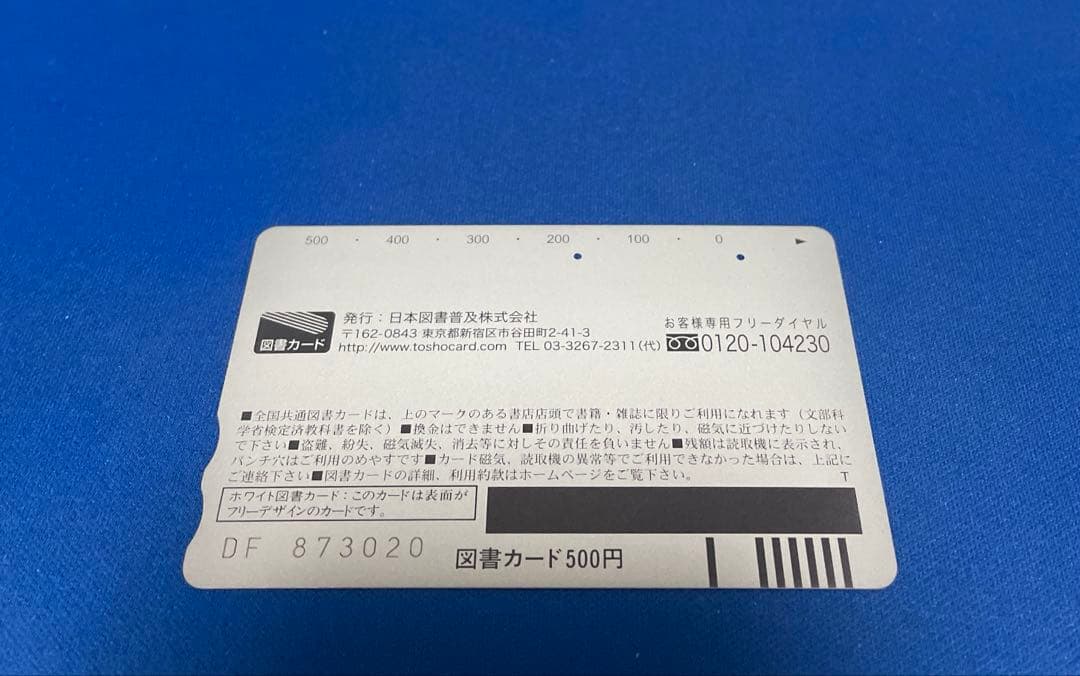 500 · 400 · 300 · 200 · 100 · 0 ▶
図書カード
発行：日本図書普及株式会社
〒162-0843 東京都新宿区市谷田町2-41-3
http://www.toshocard.com TEL 03-3267-2311(代)
お客様専用フリーダイヤル
0120-104230
■全国共通図書カードは、上のマークのある書店店頭で書籍・雑誌に限りご利用になれます（文部科
学省検定済教科書を除く）■換金はできません■折り曲げたり、汚したり、磁気に近づけたりしない
で下さい■盗難、紛失、磁気滅失、消去等に対しその責任を負いません■残額は読取機に表示され、
パンチ穴はご利用のめやすです■カード磁気、読取機の異常等でご利用できなかった場合は、上記に
ご連絡下さい■図書カードの詳細、利用約款はホームページをご覧下さい。
T
ホワイト図書カード：このカードは表面が
フリーデザインのカードです。
DF 873020
図書カード500円